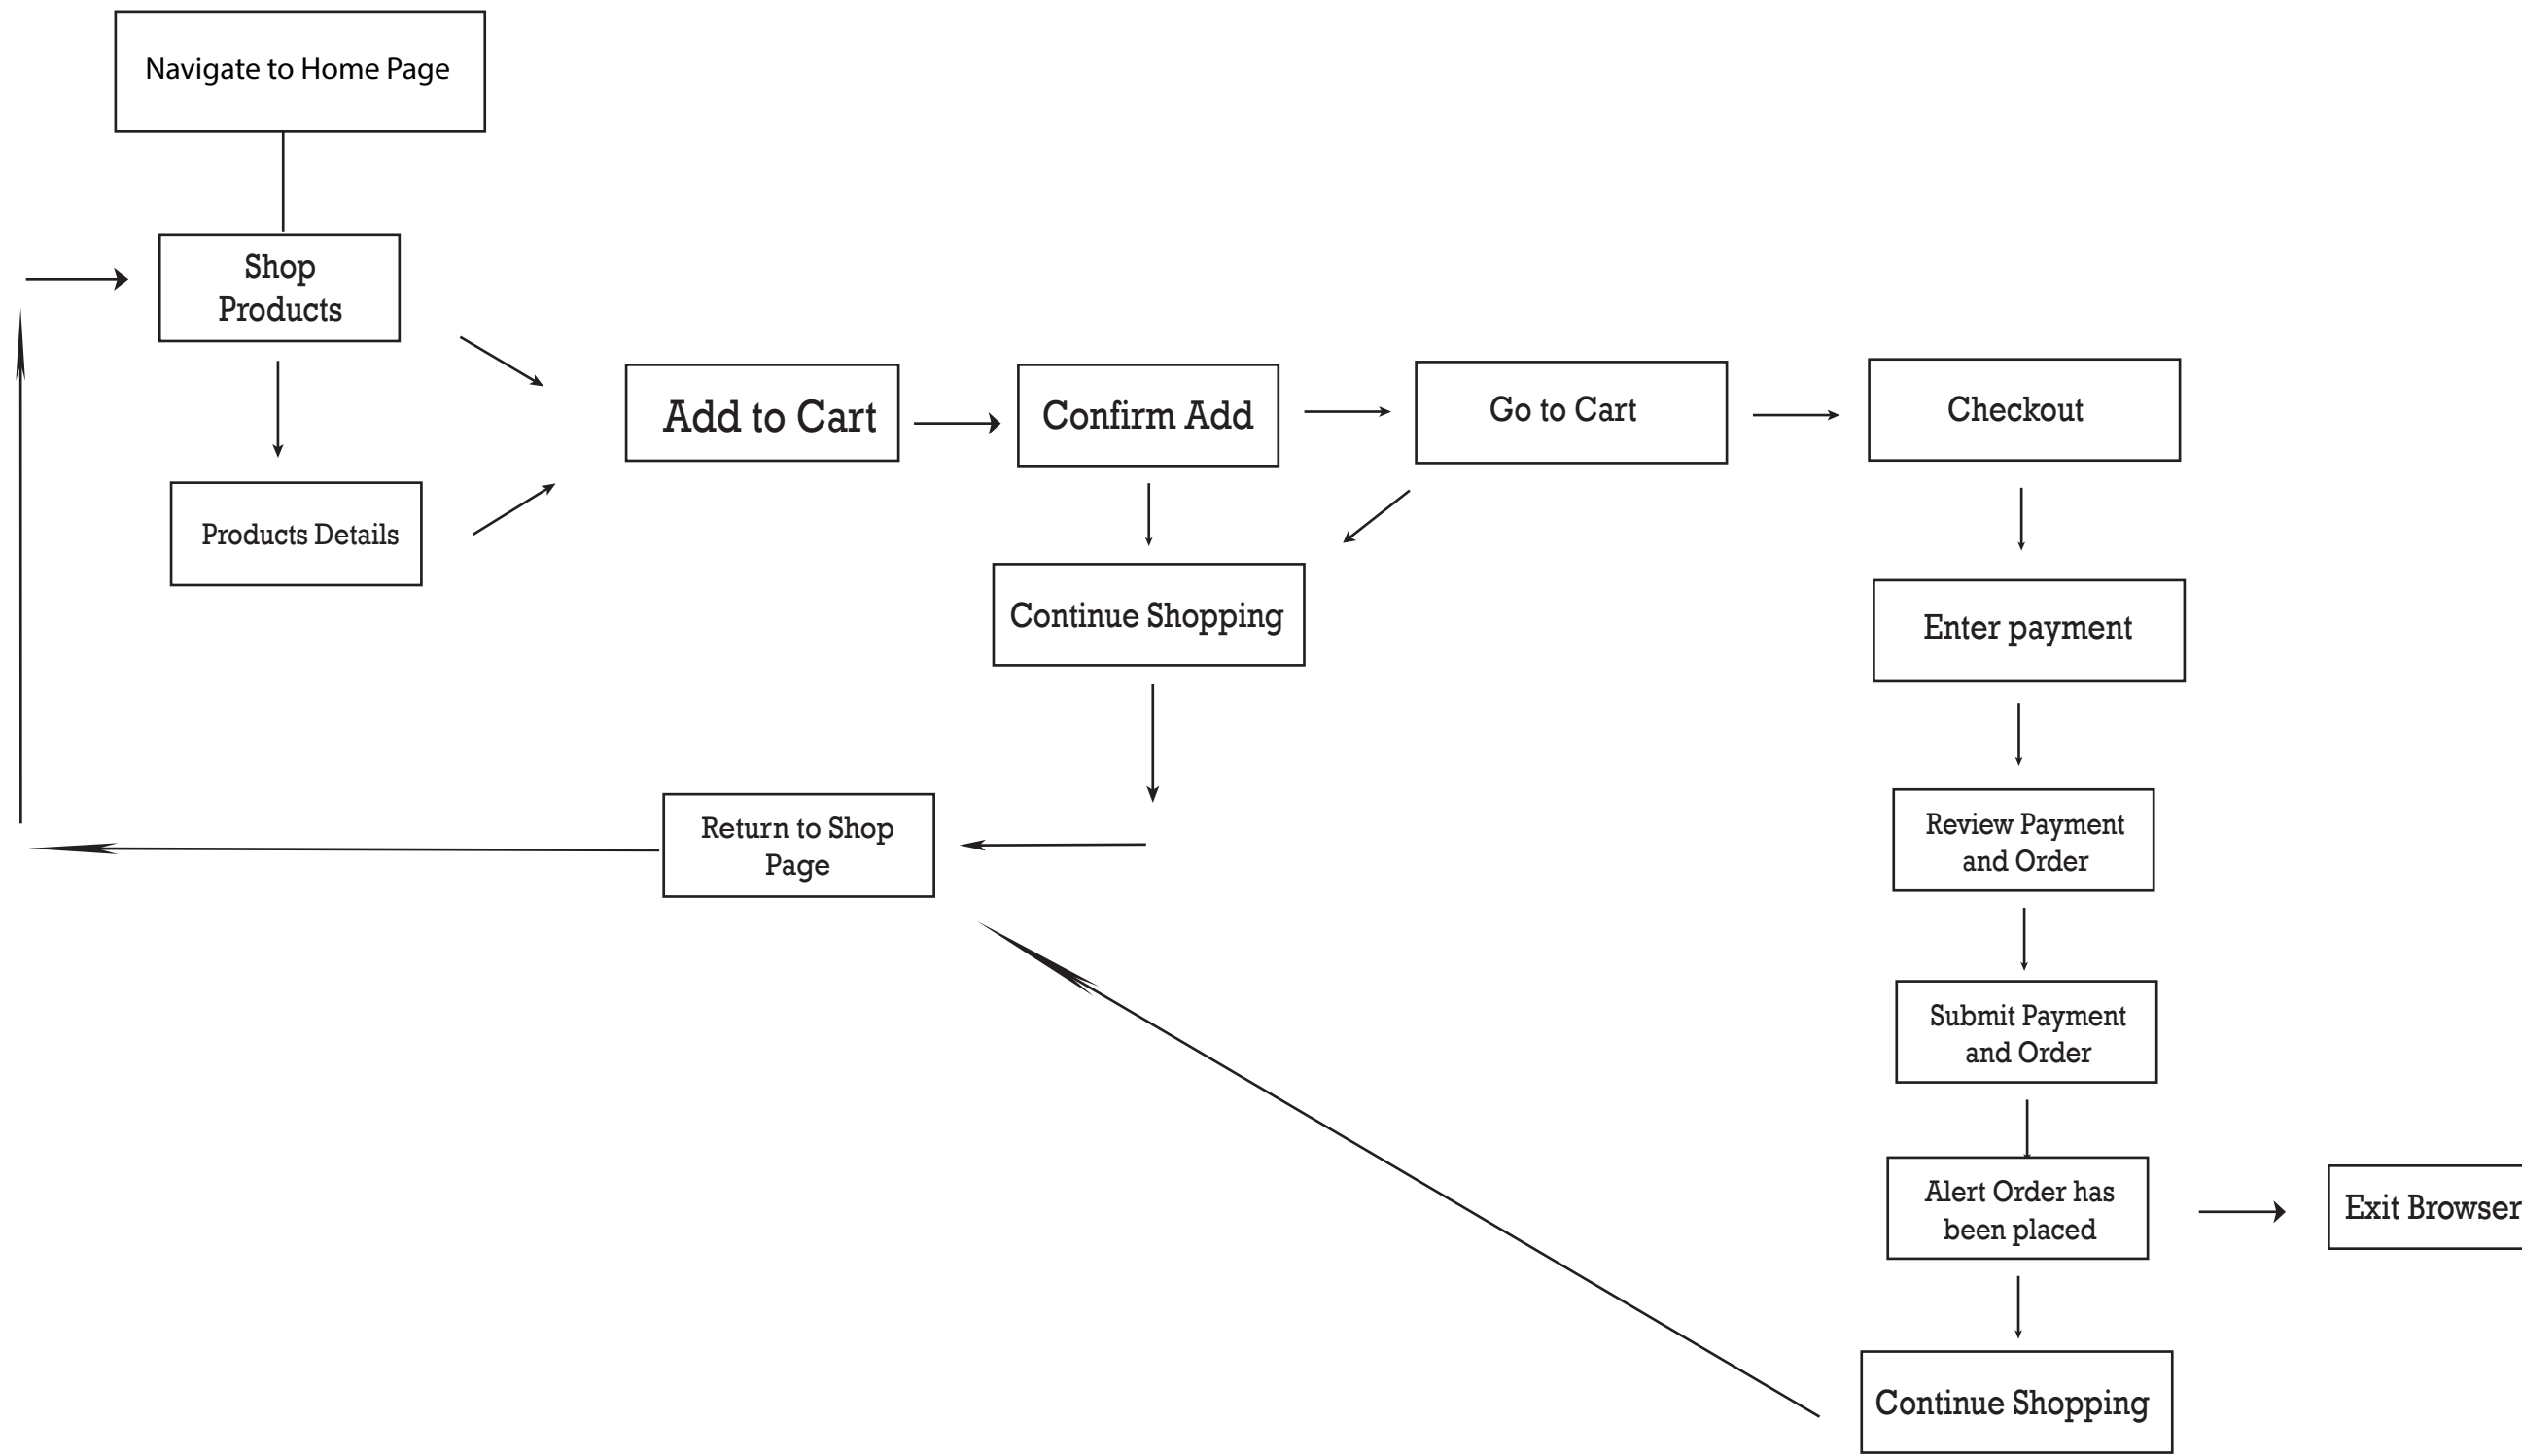 Navigate to Home Page
Shop
Products
Products Details
Add to Cart
Confirm Add
Go to Cart
Checkout
Continue Shopping
Enter payment
Return to Shop
Page
Review Payment
and Order
Submit Payment
and Order
Alert Order has
been placed
Exit Browser
Continue Shopping